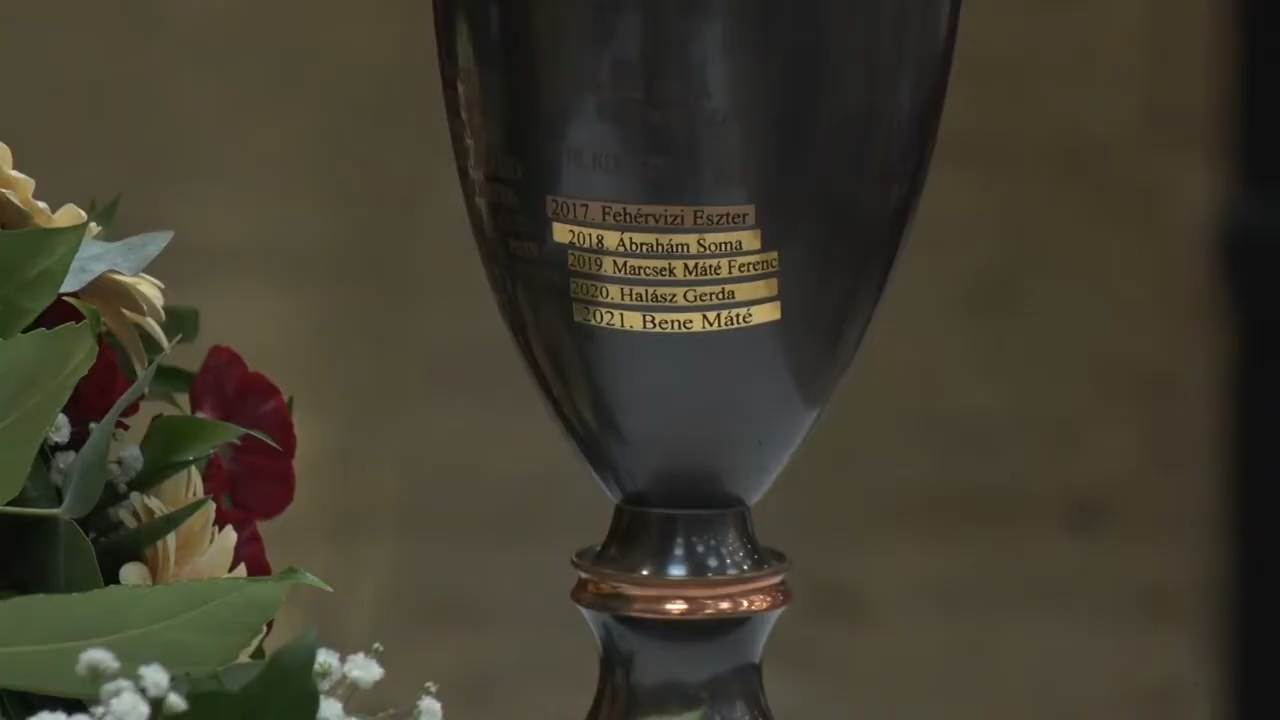 2017. Fehérvizi Eszter
2018. Ábrahám Soma
2019. Marcsek Máté Ferenc
2020. Halász Gerda
2021. Bene Máté